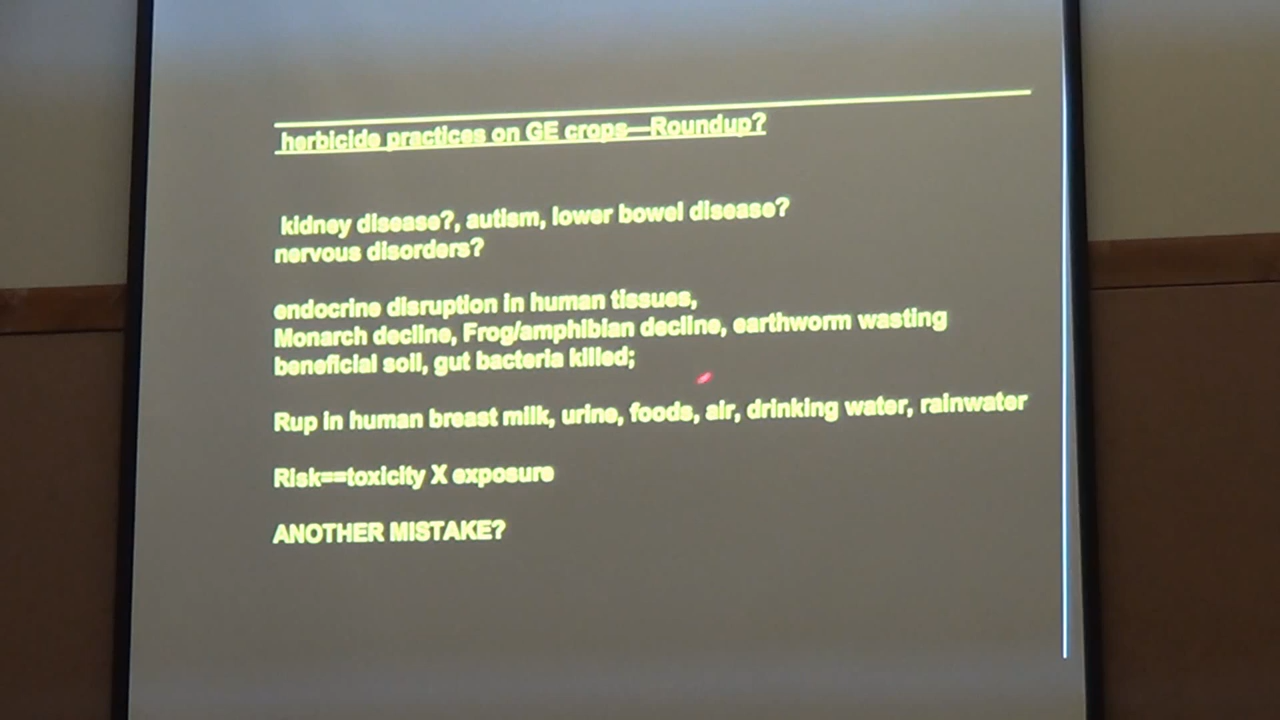 herbicide practices on GE crops—Roundup?
kidney disease?, autism, lower bowel disease?
nervous disorders?
endocrine disruption in human tissues,
Monarch decline, Frog/amphibian decline, earthworm wasting
beneficial soil, gut bacteria killed;
Rup in human breast milk, urine, foods, air, drinking water, rainwater
Risk==toxicity X exposure
ANOTHER MISTAKE?